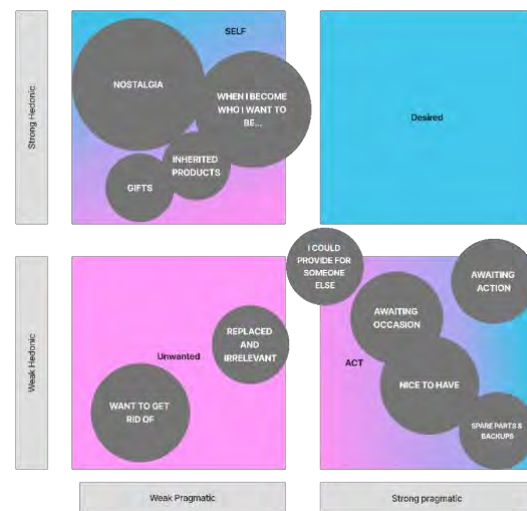 Strong Hedonic
SELF
NOSTALGIA
WHEN I BECOME
WHO I WANT TO
BE...
INHERITED
PRODUCTS
GIFTS
Desired
Weak Hedonic
I COULD
PROVIDE FOR
SOMEONE
ELSE
AWAITING
ACTION
AWAITING
OCCASION
REPLACED
AND
IRRELEVANT
Unwanted
ACT
NICE TO HAVE
WANT TO GET
RID OF
SPARE PARTS &
BACKUPS
Weak Pragmatic
Strong pragmatic